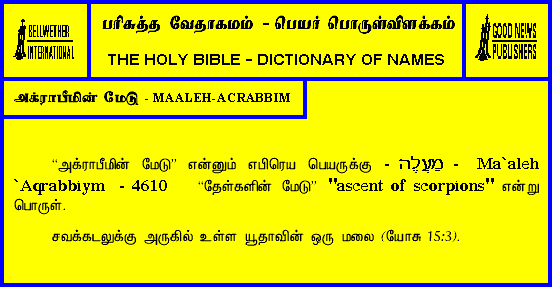 BELLWETHER
INTERNATIONAL
பரிசுத்த வேதாகமம் - பெயர் பொருள்விளக்கம்
THE HOLY BIBLE - DICTIONARY OF NAMES
GOOD NEWS
PUBLISHERS
அக்ராபீமின் மேடு - MAALEH-ACRABBIM
“அக்ராபீமின் மேடு” என்னும் எபிரெய பெயருக்கு - מַעֲלֶה - Ma`aleh
`Aqrabbiym - 4610 “தேள்களின் மேடு” "ascent of scorpions" என்று
பொருள்.
சவக்கடலுக்கு அருகில் உள்ள யூதாவின் ஒரு மலை (யோசு 15:3).